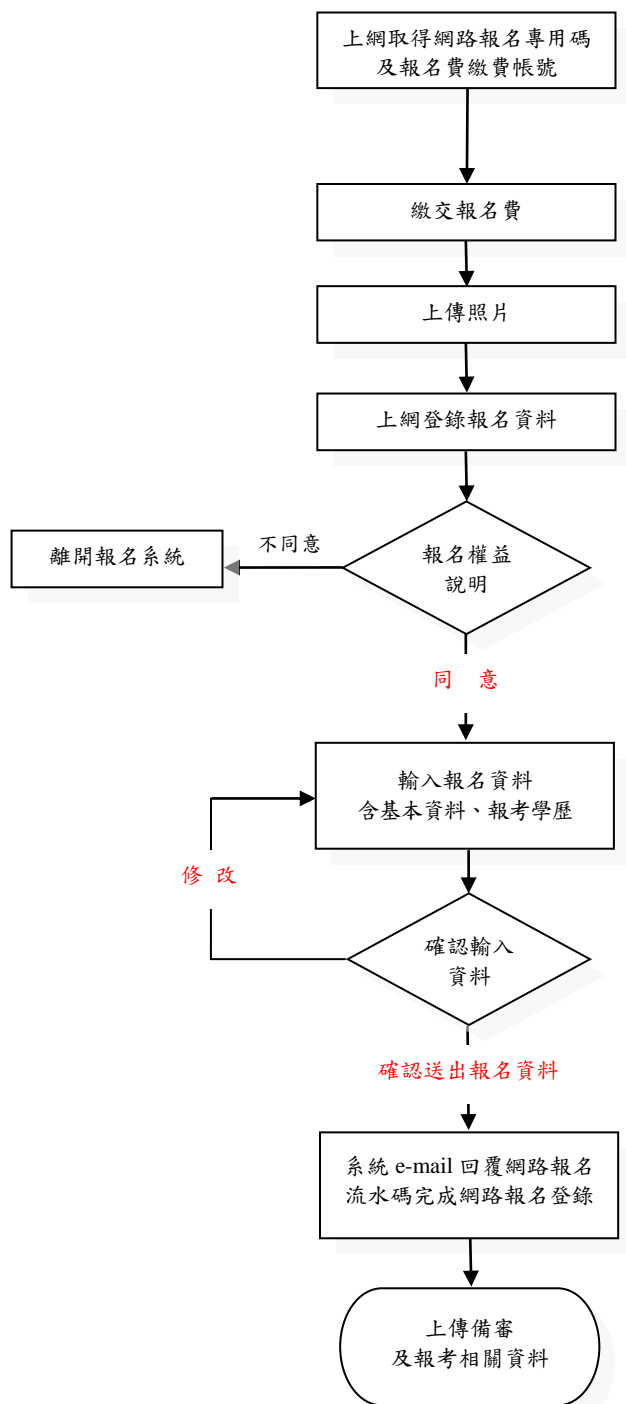 上網取得網路報名專用碼
及報名費繳費帳號
繳交報名費
上傳照片
上網登錄報名資料
報名權益
說明
不同意
離開報名系統
同 意
輸入報名資料
含基本資料、報考學歷
修 改
確認輸入
資料
確認送出報名資料
系統 e-mail 回覆網路報名
流水碼完成網路報名登錄
上傳備審
及報考相關資料